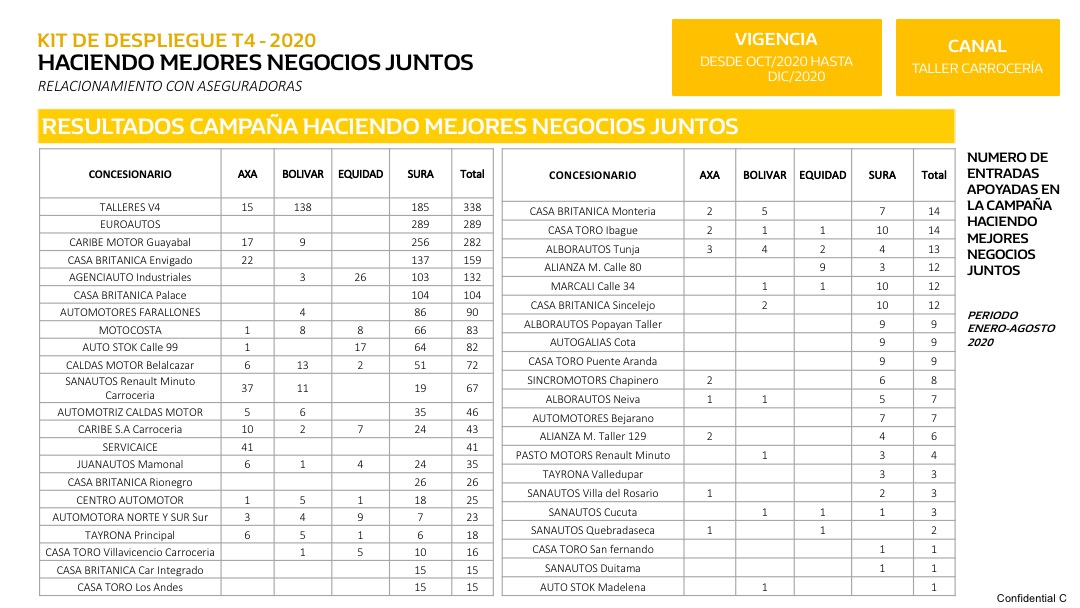 KIT DE DESPLIEGUE T4 - 2020
HACIENDO MEJORES NEGOCIOS JUNTOS
RELACIONAMIENTO CON ASEGURADORAS
VIGENCIA
DESDE OCT/2020 HASTA
DIC/2020
CANAL
TALLER CARROCERÍA
RESULTADOS CAMPAÑA HACIENDO MEJORES NEGOCIOS JUNTOS
CONCESIONARIO AXA BOLIVAR EQUIDAD SURA Total
TALLERES V4 15 138 185 338
EUROAUTOS 289 289
CARIBE MOTOR Guayabal 17 9 256 282
CASA BRITANICA Envigado 22 137 159
AGENCIAUTO Industriales 3 26 103 132
CASA BRITANICA Palace 104 104
AUTOMOTORES FARALLONES 4 86 90
MOTOCOSTA 1 8 8 66 83
AUTO STOK Calle 99 1 17 64 82
CALDAS MOTOR Belalcazar 6 13 2 51 72
SANAUTOS Renault Minuto
Carroceria 37 11 19 67
AUTOMOTRIZ CALDAS MOTOR 5 6 35 46
CARIBE S.A Carroceria 10 2 7 24 43
SERVICAICE 41 41
JUANAUTOS Mamonal 6 1 4 24 35
CASA BRITANICA Rionegro 26 26
CENTRO AUTOMOTOR 1 5 1 18 25
AUTOMOTORA NORTE Y SUR Sur 3 4 9 7 23
TAYRONA Principal 6 5 1 6 18
CASA TORO Villavicencio Carroceria 1 5 10 16
CASA BRITANICA Car Integrado 15 15
CASA TORO Los Andes 15 15
CONCESIONARIO AXA BOLIVAR EQUIDAD SURA Total
CASA BRITANICA Monteria 2 5 7 14
CASA TORO Ibague 2 1 1 10 14
ALBORAUTOS Tunja 3 4 2 4 13
ALIANZA M. Calle 80 9 3 12
MARCALI Calle 34 1 1 10 12
CASA BRITANICA Sincelejo 2 10 12
ALBORAUTOS Popayan Taller 9 9
AUTOGALIAS Cota 9 9
CASA TORO Puente Aranda 9 9
SINCROMOTORS Chapinero 2 6 8
ALBORAUTOS Neiva 1 1 5 7
AUTOMOTORES Bejarano 7 7
ALIANZA M. Taller 129 2 4 6
PASTO MOTORS Renault Minuto 1 3 4
TAYRONA Valledupar 3 3
SANAUTOS Villa del Rosario 1 2 3
SANAUTOS Cucuta 1 1 1 3
SANAUTOS Quebradaseca 1 1 2
CASA TORO San fernando 1 1
SANAUTOS Duitama 1 1
AUTO STOK Madelena 1 1
NUMERO DE
ENTRADAS
APOYADAS EN
LA CAMPAÑA
HACIENDO
MEJORES
NEGOCIOS
JUNTOS
PERIODO
ENERO-AGOSTO
2020
Confidential C